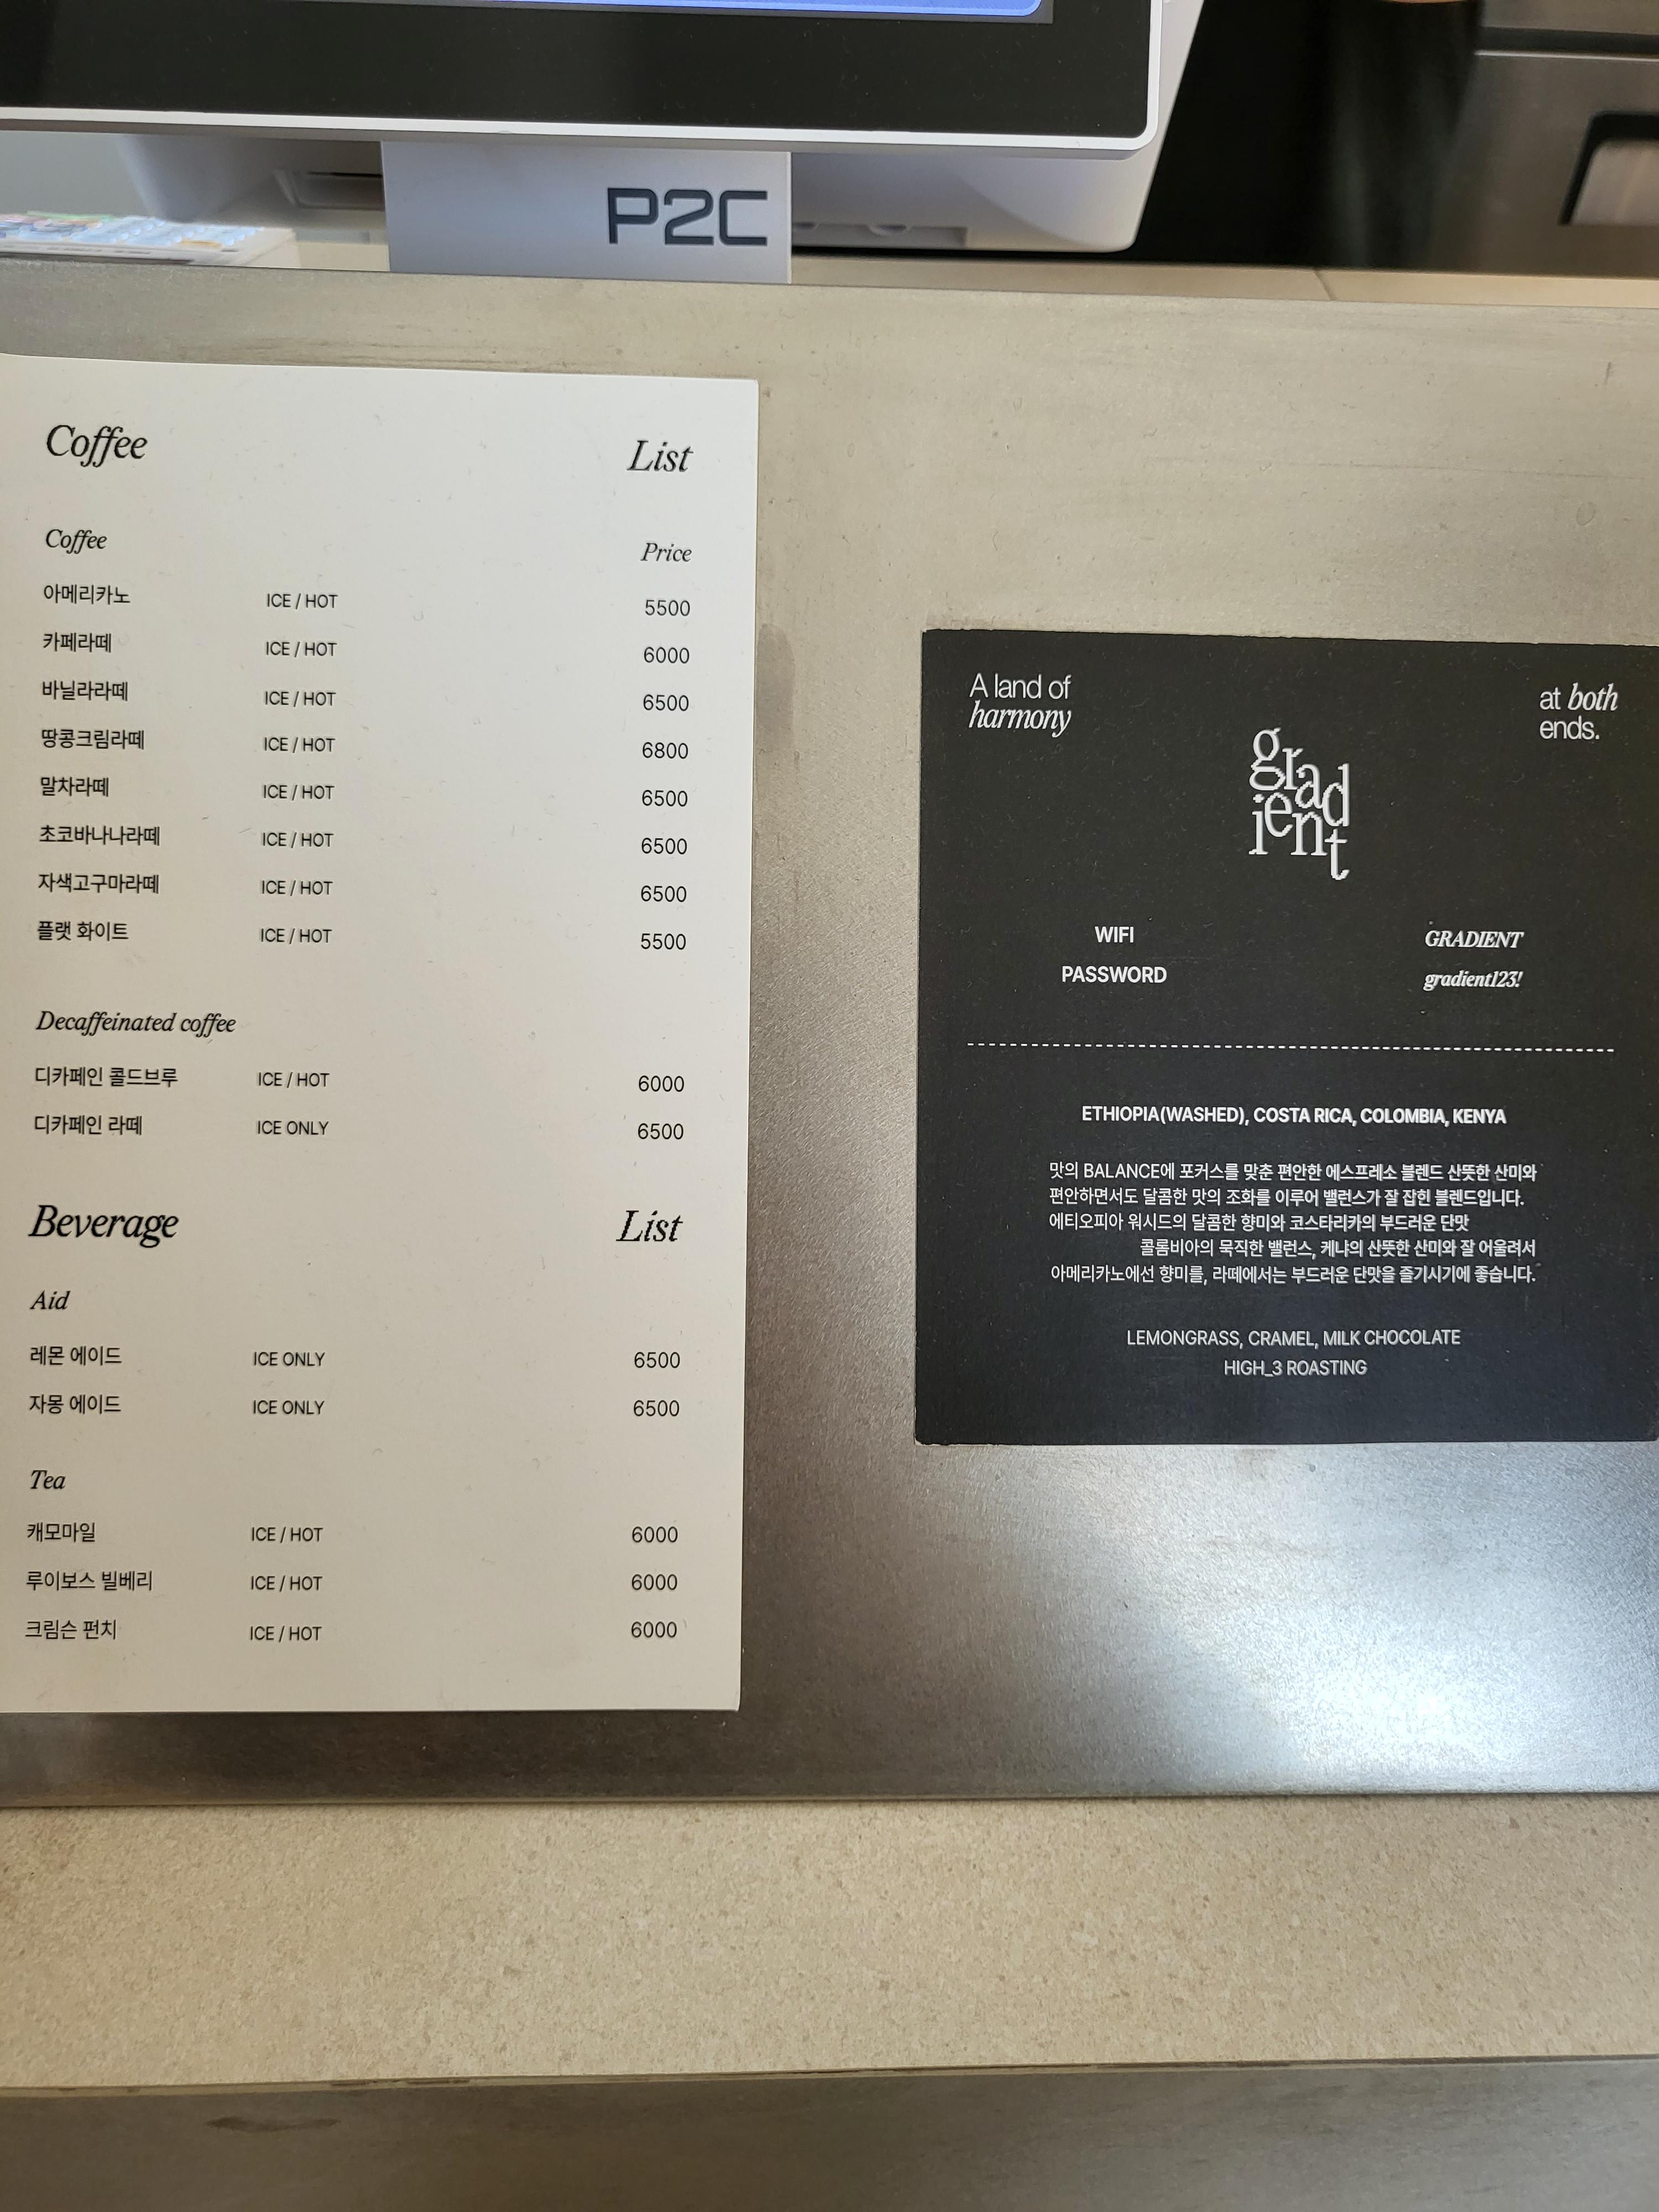 P2C
Coffee List
Coffee Price
아메리카노 ICE / HOT 5500
카페라떼 ICE / HOT 6000
바닐라라떼 ICE / HOT 6500
땅콩크림라떼 ICE / HOT 6800
말차라떼 ICE / HOT 6500
초코바나나라떼 ICE / HOT 6500
자색고구마라떼 ICE / HOT 6500
플랫 화이트 ICE / HOT 5500
Decaffeinated coffee
디카페인 콜드브루 ICE / HOT 6000
디카페인 라떼 ICE ONLY 6500
Beverage List
Aid
레몬 에이드 ICE ONLY 6500
자몽 에이드 ICE ONLY 6500
Tea
캐모마일 ICE / HOT 6000
루이보스 빌베리 ICE / HOT 6000
크림슨 펀치 ICE / HOT 6000
A land of
harmony
at both
ends.
grad
ient
WIFI GRADIENT
PASSWORD gradient123!
ETHIOPIA(WASHED), COSTA RICA, COLOMBIA, KENYA
맛의 BALANCE에 포커스를 맞춘 편안한 에스프레소 블렌드 산뜻한 산미와
편안하면서도 달콤한 맛의 조화를 이루어 밸런스가 잘 잡힌 블렌드입니다.
에티오피아 워시드의 달콤한 향미와 코스타리카의 부드러운 단맛
콜롬비아의 묵직한 밸런스, 케냐의 산뜻한 산미와 잘 어울려서
아메리카노에선 향미를, 라떼에서는 부드러운 단맛을 즐기시기에 좋습니다.
LEMONGRASS, CRAMEL, MILK CHOCOLATE
HIGH_3 ROASTING